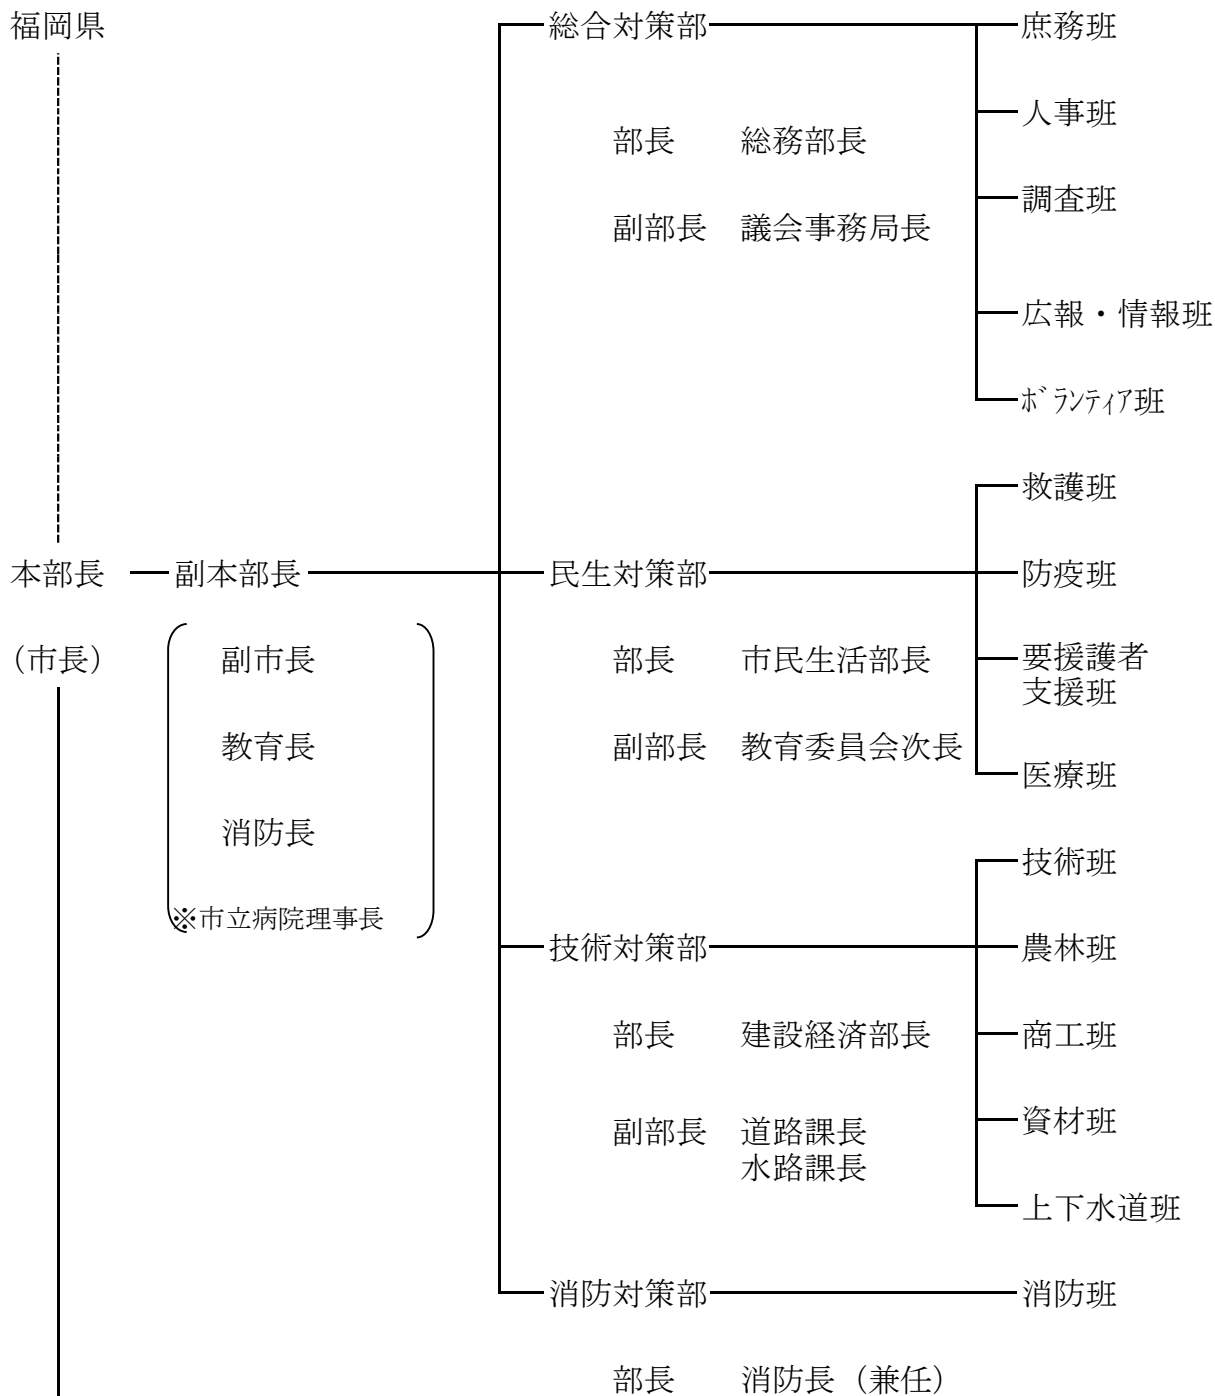 福岡県
総合対策部
庶務班
人事班
部長 総務部長
調査班
副部長 議会事務局長
広報・情報班
ボランティア班
救護班
本部長
副本部長
民生対策部
防疫班
(市長)
副市長
部長 市民生活部長
要援護者
支援班
教育長
副部長 教育委員会次長
医療班
消防長
技術班
※市立病院理事長
技術対策部
農林班
部長 建設経済部長
商工班
副部長 道路課長
水路課長
資材班
上下水道班
消防対策部
消防班
部長 消防長(兼任)